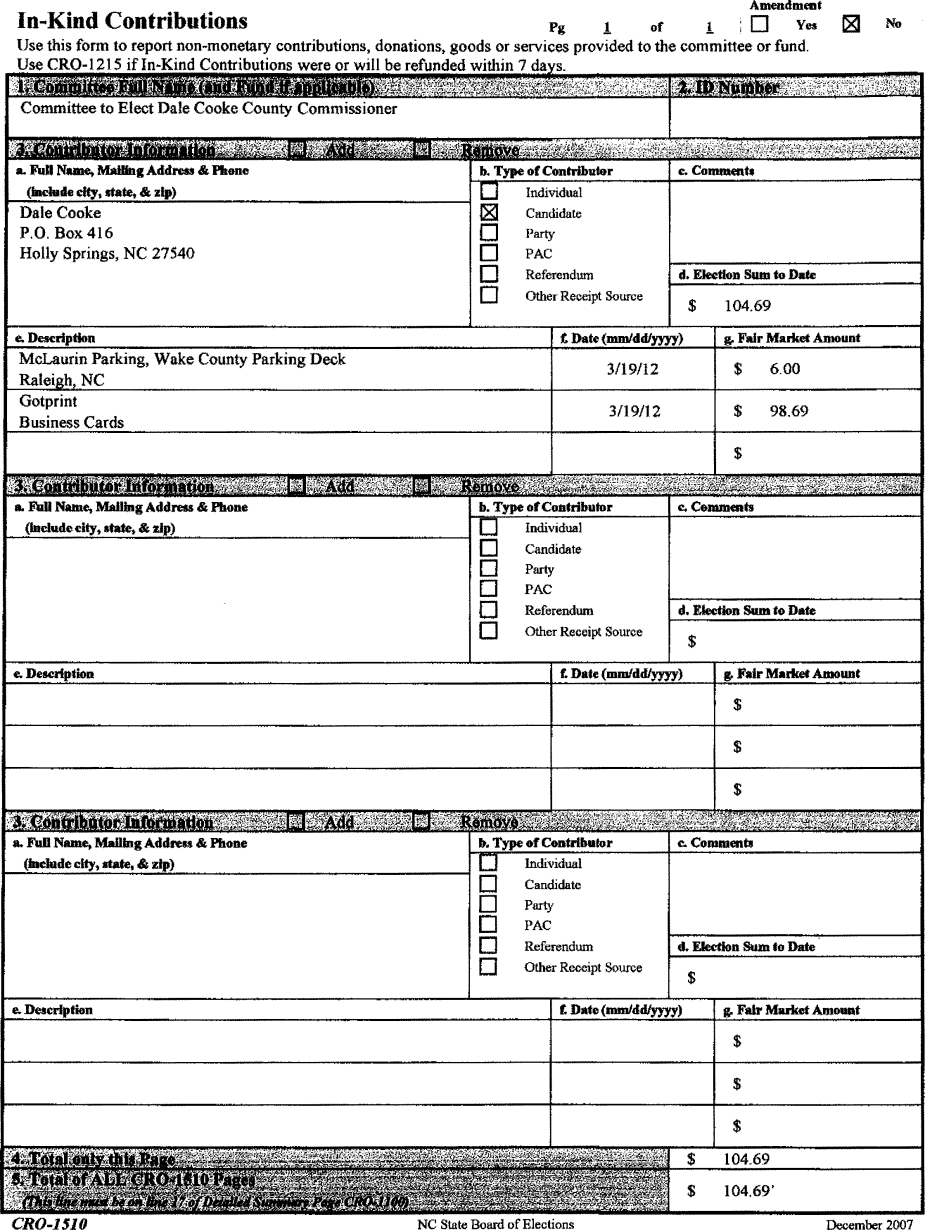 In-Kind Contributions
Pg 1 of 1
Amendment
Yes No
Use this form to report non-monetary contributions, donations, goods or services provided to the committee or fund.
Use CRO-1215 if In-Kind Contributions were or will be refunded within 7 days.
1. Committee Full Name (and Fund if applicable) 2. ID Number
Committee to Elect Dale Cooke County Commissioner
3. Contributor Information Add Remove
a. Full Name, Mailing Address & Phone
(include city, state, & zip)
Dale Cooke
P.O. Box 416
Holly Springs, NC 27540
b. Type of Contributor
Individual
Candidate
Party
PAC
Referendum
Other Receipt Source
c. Comments
d. Election Sum to Date
$ 104.69
e. Description f. Date (mm/dd/yyyy) g. Fair Market Amount
McLaurin Parking, Wake County Parking Deck
Raleigh, NC
3/19/12 $ 6.00
Gotprint
Business Cards
3/19/12 $ 98.69
$
3. Contributor Information Add Remove
a. Full Name, Mailing Address & Phone
(include city, state, & zip)
b. Type of Contributor
Individual
Candidate
Party
PAC
Referendum
Other Receipt Source
c. Comments
d. Election Sum to Date
$
e. Description f. Date (mm/dd/yyyy) g. Fair Market Amount
$
$
$
3. Contributor Information Add Remove
a. Full Name, Mailing Address & Phone
(include city, state, & zip)
b. Type of Contributor
Individual
Candidate
Party
PAC
Referendum
Other Receipt Source
c. Comments
d. Election Sum to Date
$
e. Description f. Date (mm/dd/yyyy) g. Fair Market Amount
$
$
$
4. Total only this Page $ 104.69
5. Total of ALL CRO-1510 Pages
(This line must be on line 17 of Detailed Summary Page CRO-1100)
$ 104.69
CRO-1510 NC State Board of Elections December 2007